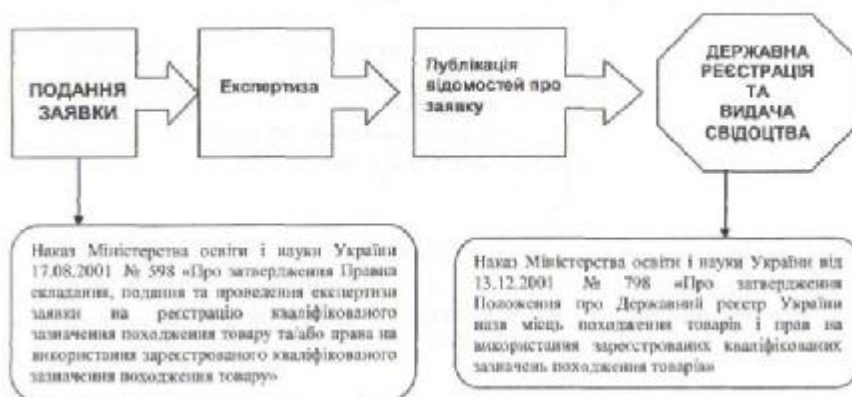 ПОДАННЯ
ЗАЯВКИ
Експертиза
Публікація
відомостей про
заявку
ДЕРЖАВНА
РЕЄСТРАЦІЯ
ТА
ВИДАЧА
СВІДОЦТВА
Наказ Міністерства освіти і науки України
17.08.2001 № 598 «Про затвердження Правил
складання, подання та проведення експертизи
заявки на реєстрацію кваліфікованого
зазначення походження товару та/або права на
використання зареєстрованого кваліфікованого
зазначення походження товару»
Наказ Міністерства освіти і науки України від
13.12.2001 № 798 «Про затвердження
Положення про Державний реєстр України
назв місць походження товарів і прав на
використання зареєстрованих кваліфікованих
зазначень походження товарів»